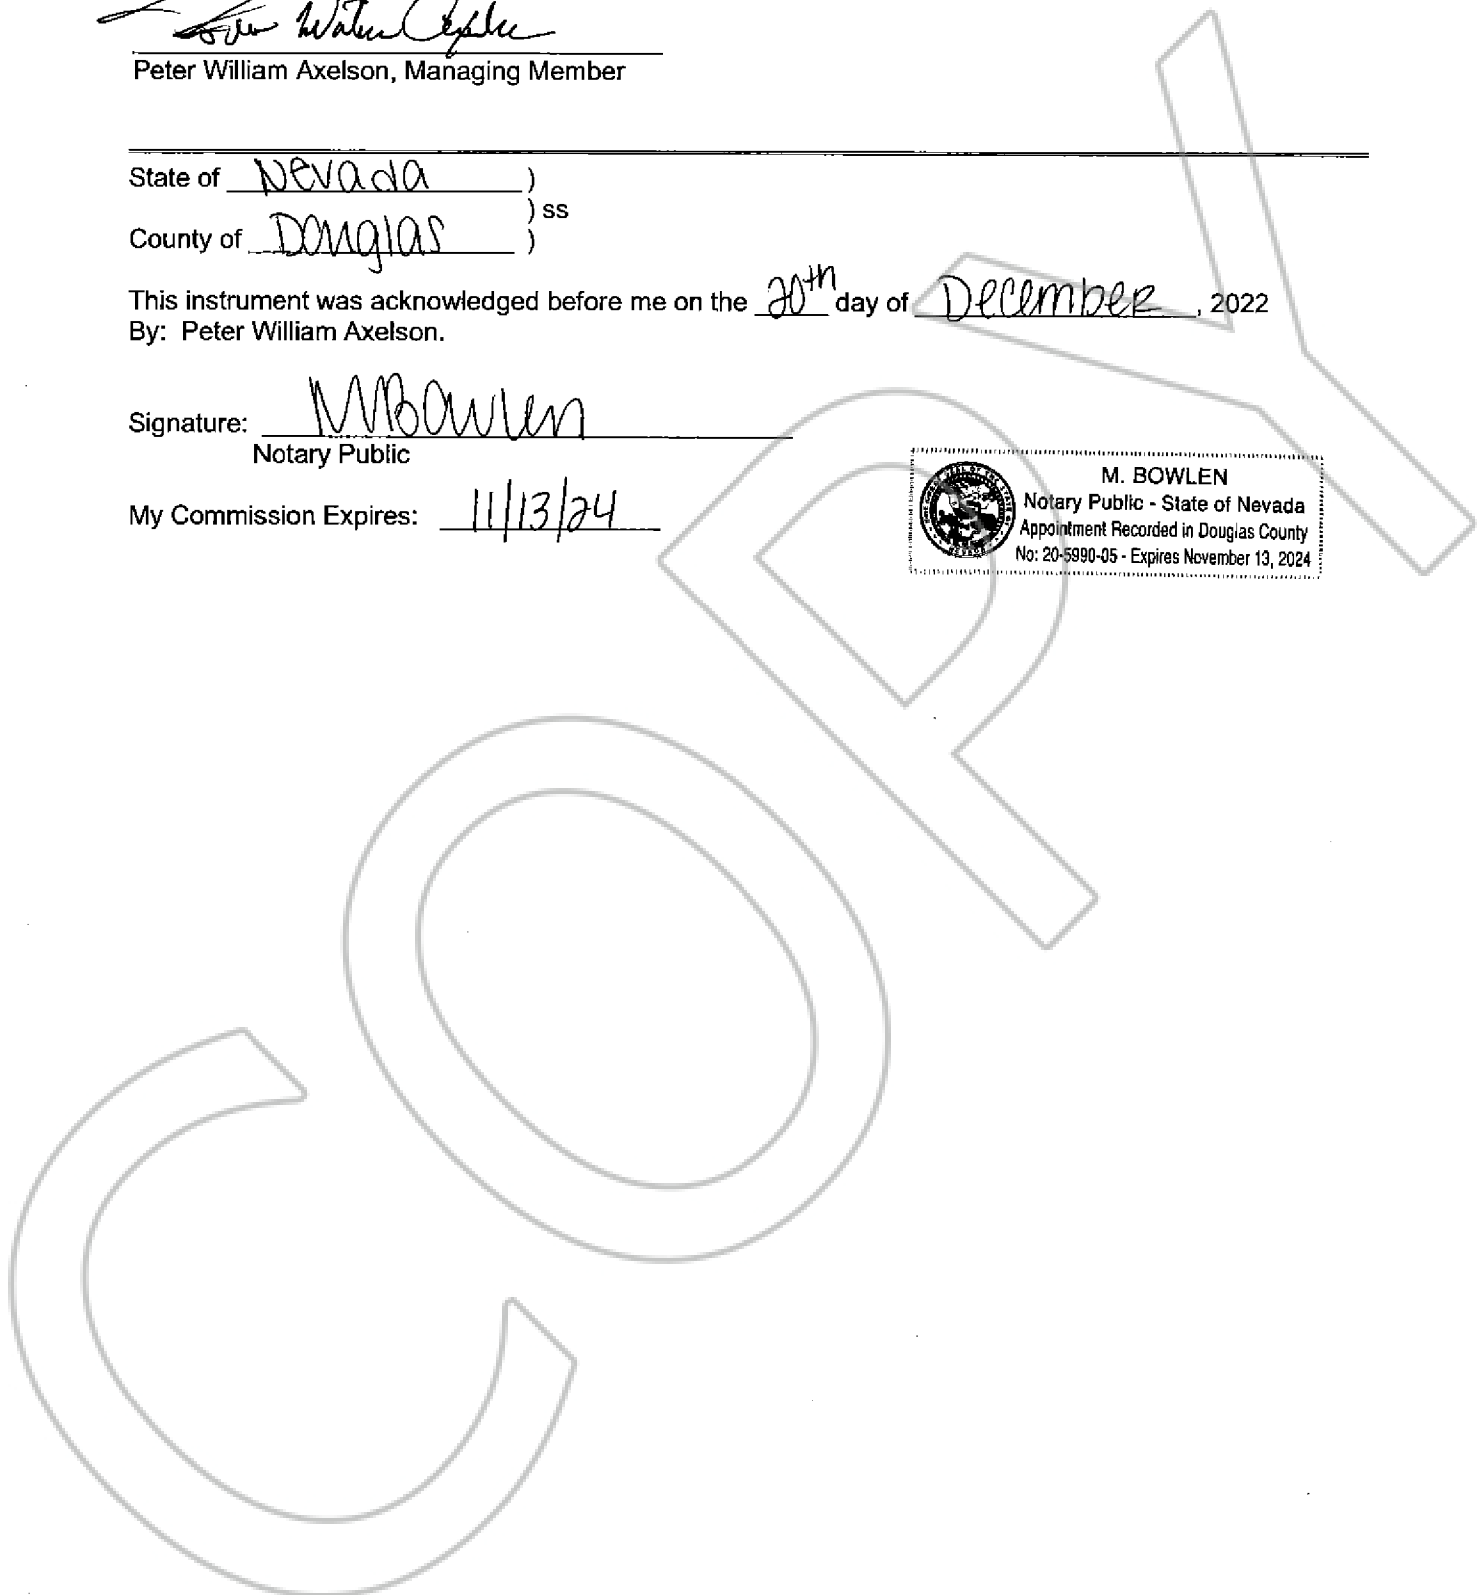 Peter William Axelson, Managing Member
State of Nevada )
) ss
County of Douglas )
This instrument was acknowledged before me on the 20th day of December, 2022
By: Peter William Axelson.
Signature: MBowlen
Notary Public
My Commission Expires: 11/13/24
M. BOWLEN
Notary Public - State of Nevada
Appointment Recorded in Douglas County
No: 20-5990-05 - Expires November 13, 2024
COPY